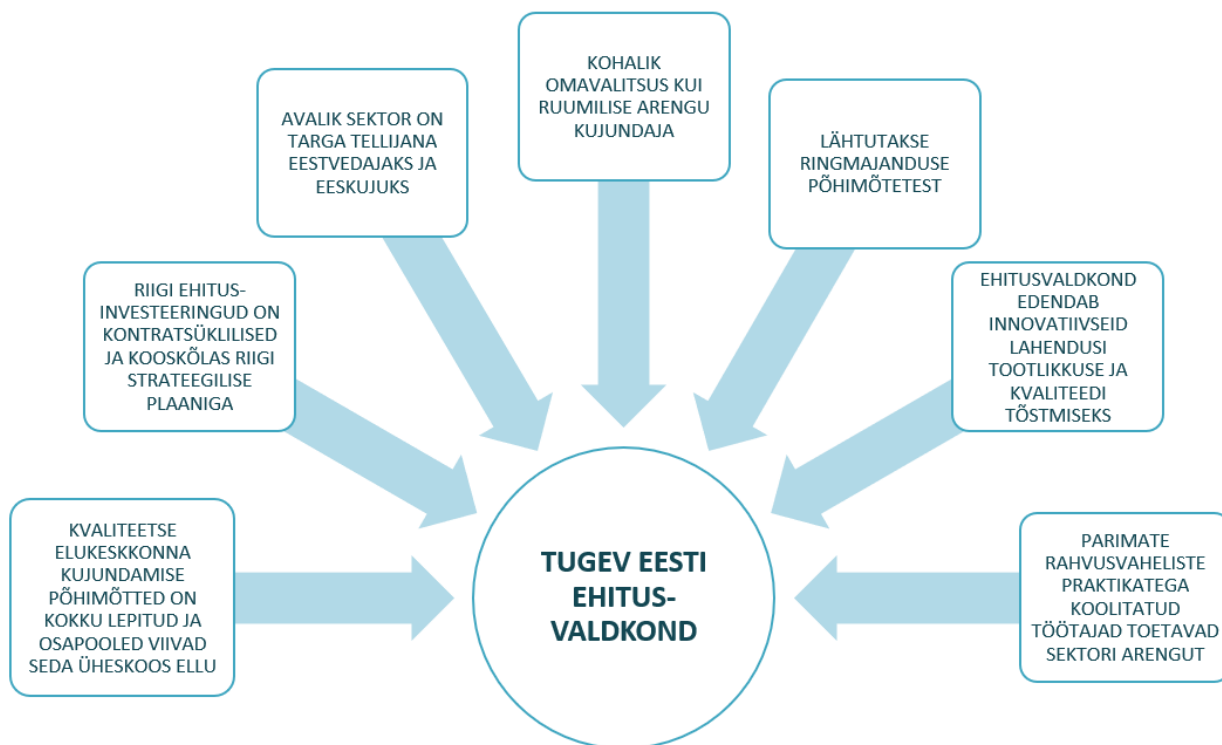 KOHALIK
OMAVALITSUS KUI
RUUMILISE ARENGU
KUJUNDAJA
AVALIK SEKTOR ON
TARGA TELLIJANA
EESTVEDAJAKS JA
EESKUJUKS
LÄHTUTAKSE
RINGMAJANDUSE
PÕHIMÕTETEST
RIIGI EHITUS-
INVESTEERINGUD ON
KONTRATSÜKLILISED
JA KOOSKÕLAS RIIGI
STRATEEGILISE
PLAANIGA
EHITUSVALDKOND
EDENDAB
INNOVATIIVSEID
LAHENDUSI
TOOTLIKKUSE JA
KVALITEEDI
TÕSTMISEKS
KVALITEETSE
ELUKESKKONNA
KUJUNDAMISE
PÕHIMÕTTED ON
KOKKU LEPITUD JA
OSAPOOLED VIIVAD
SEDA ÜHESKOOS ELLU
TUGEV EESTI
EHITUS-
VALDKOND
PARIMATE
RAHVUSVAHELISTE
PRAKTIKATEGA
KOOLITATUD
TÖÖTAJAD TOETAVAD
SEKTORI ARENGUT